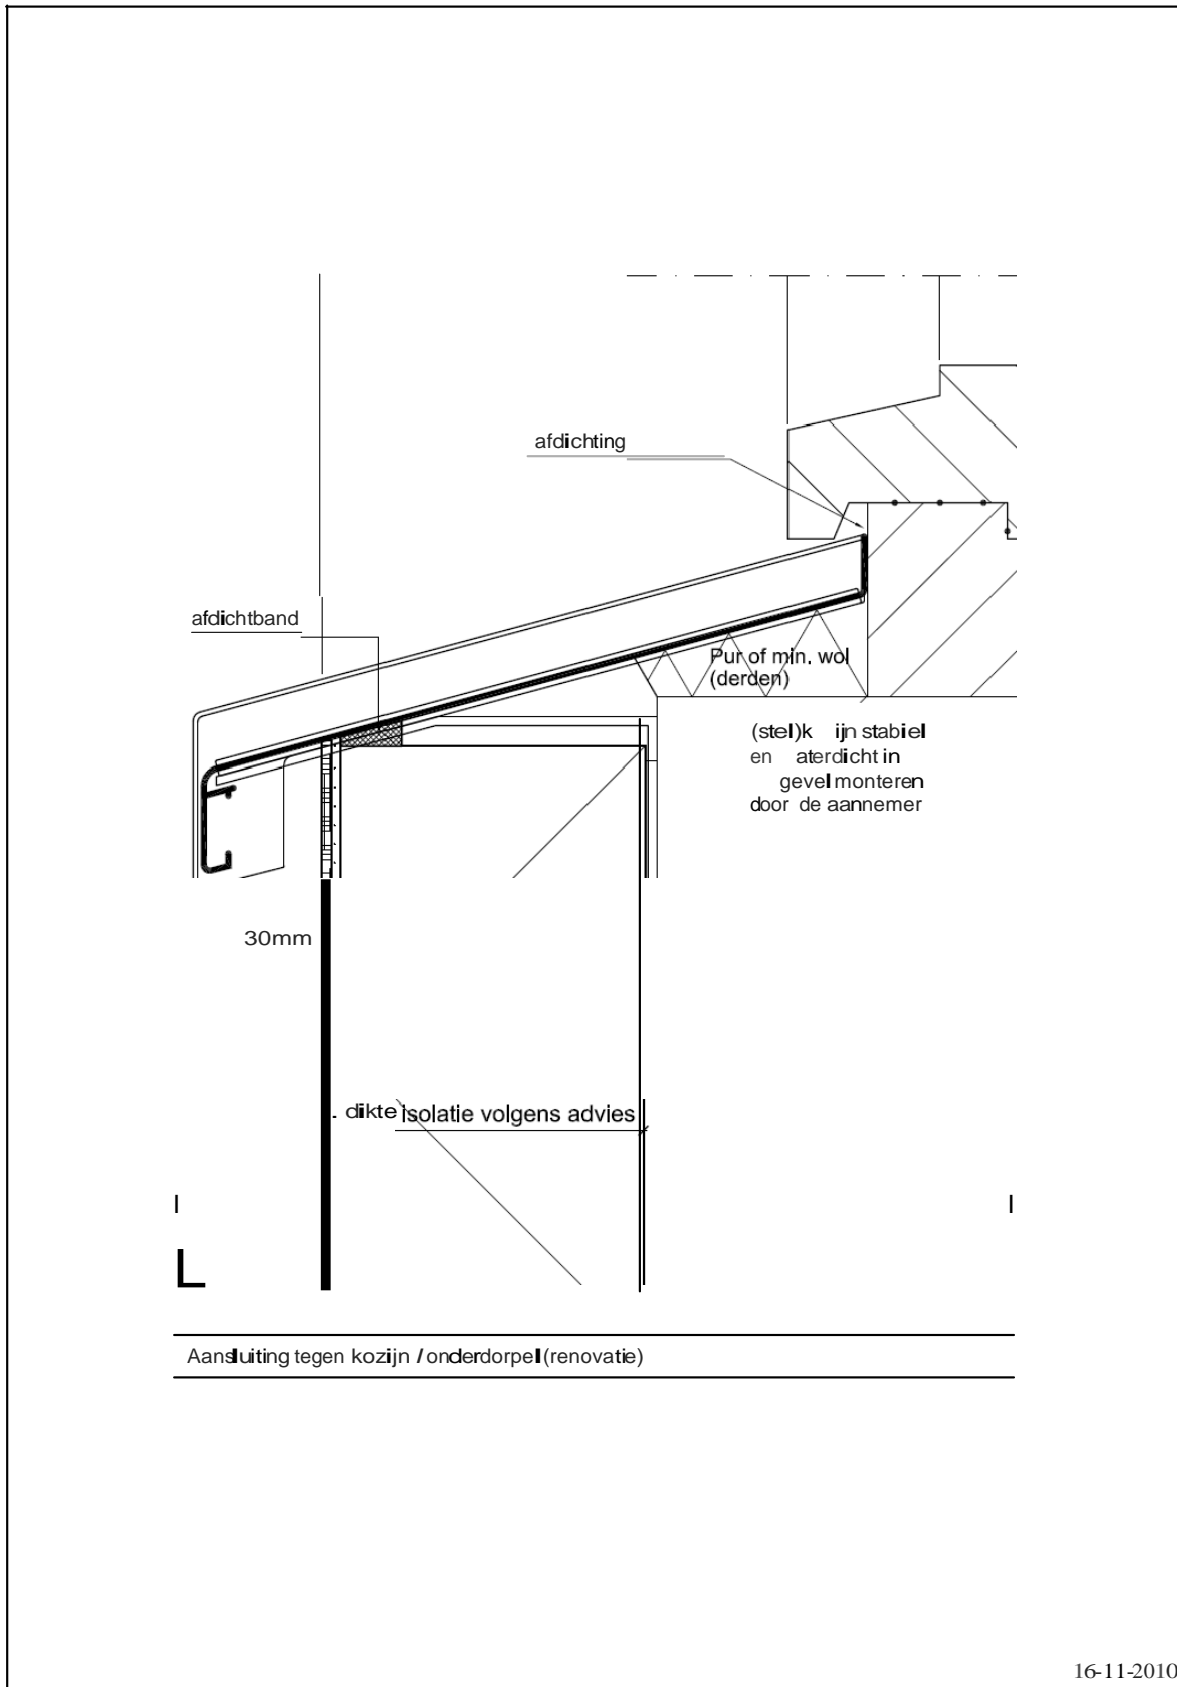 afdichting
afdichtband
Pur of min. wol
(derden)
(stel)k ijn stabiel
en aterdicht in
gevel monteren
door de aannemer
30mm
. dikte isolatie volgens advies
I I
L
Aansluiting tegen kozijn / onderdorpel (renovatie)
16-11-2010